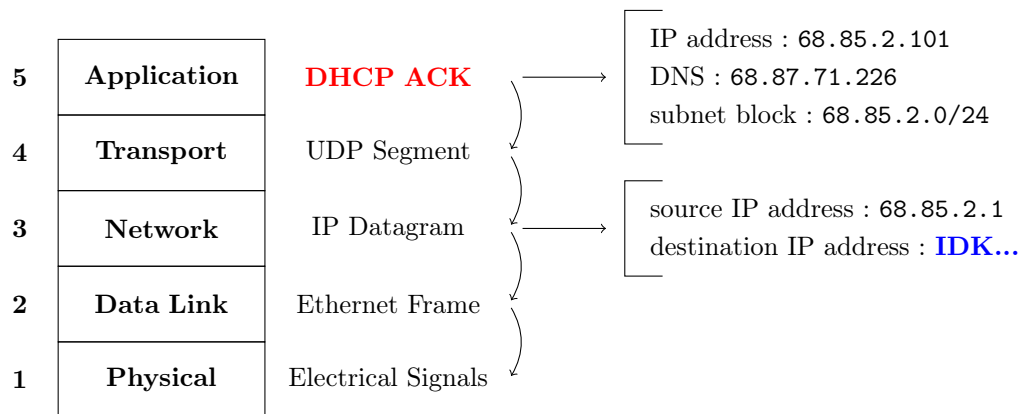 IP address : 68.85.2.101
5 Application DHCP ACK DNS : 68.87.71.226
subnet block : 68.85.2.0/24
4 Transport UDP Segment
source IP address : 68.85.2.1
3 Network IP Datagram
destination IP address : IDK...
2 Data Link Ethernet Frame
1 Physical Electrical Signals